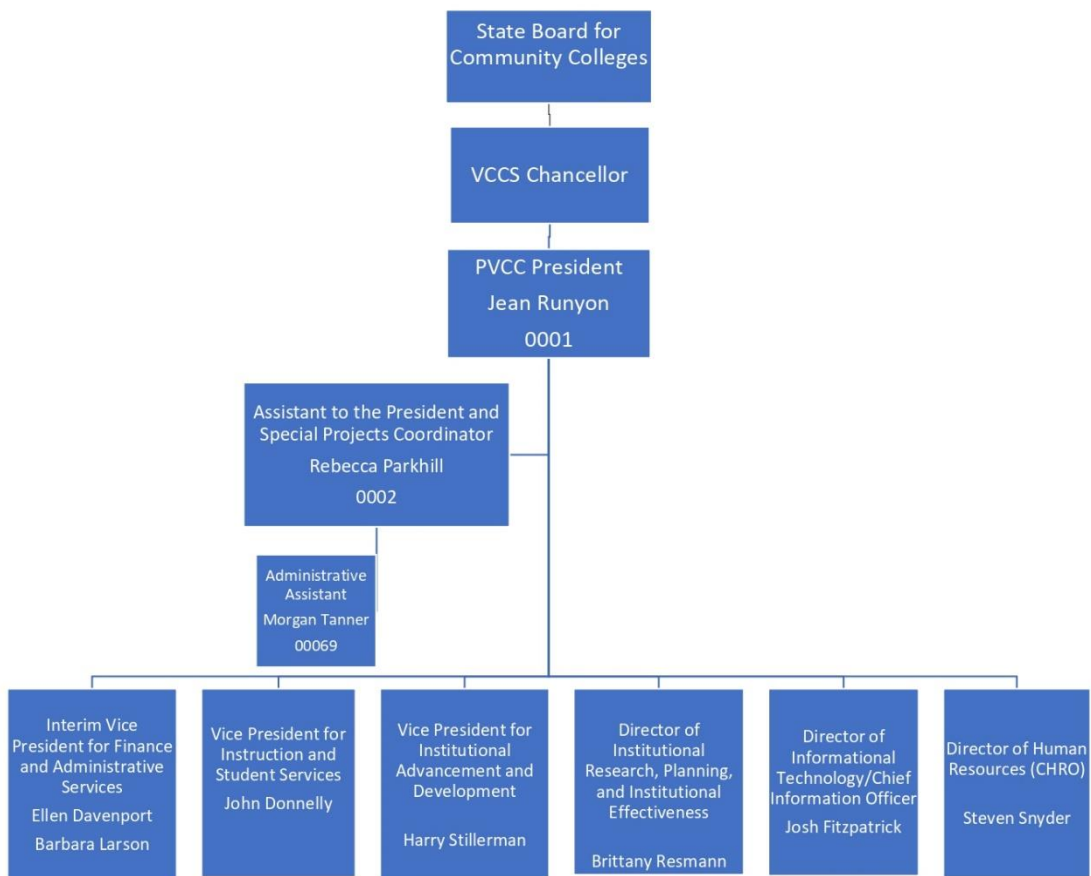 State Board for
Community Colleges
VCCS Chancellor
PVCC President
Jean Runyon
0001
Assistant to the President and
Special Projects Coordinator
Rebecca Parkhill
0002
Administrative
Assistant
Morgan Tanner
00069
Interim Vice
President for Finance
and Administrative
Services
Ellen Davenport
Barbara Larson
Vice President for
Instruction and
Student Services
John Donnelly
Vice President for
Institutional
Advancement and
Development
Harry Stillerman
Director of
Institutional
Research, Planning,
and Institutional
Effectiveness
Brittany Resmann
Director of
Informational
Technology/Chief
Information Officer
Josh Fitzpatrick
Director of Human
Resources (CHRO)
Steven Snyder